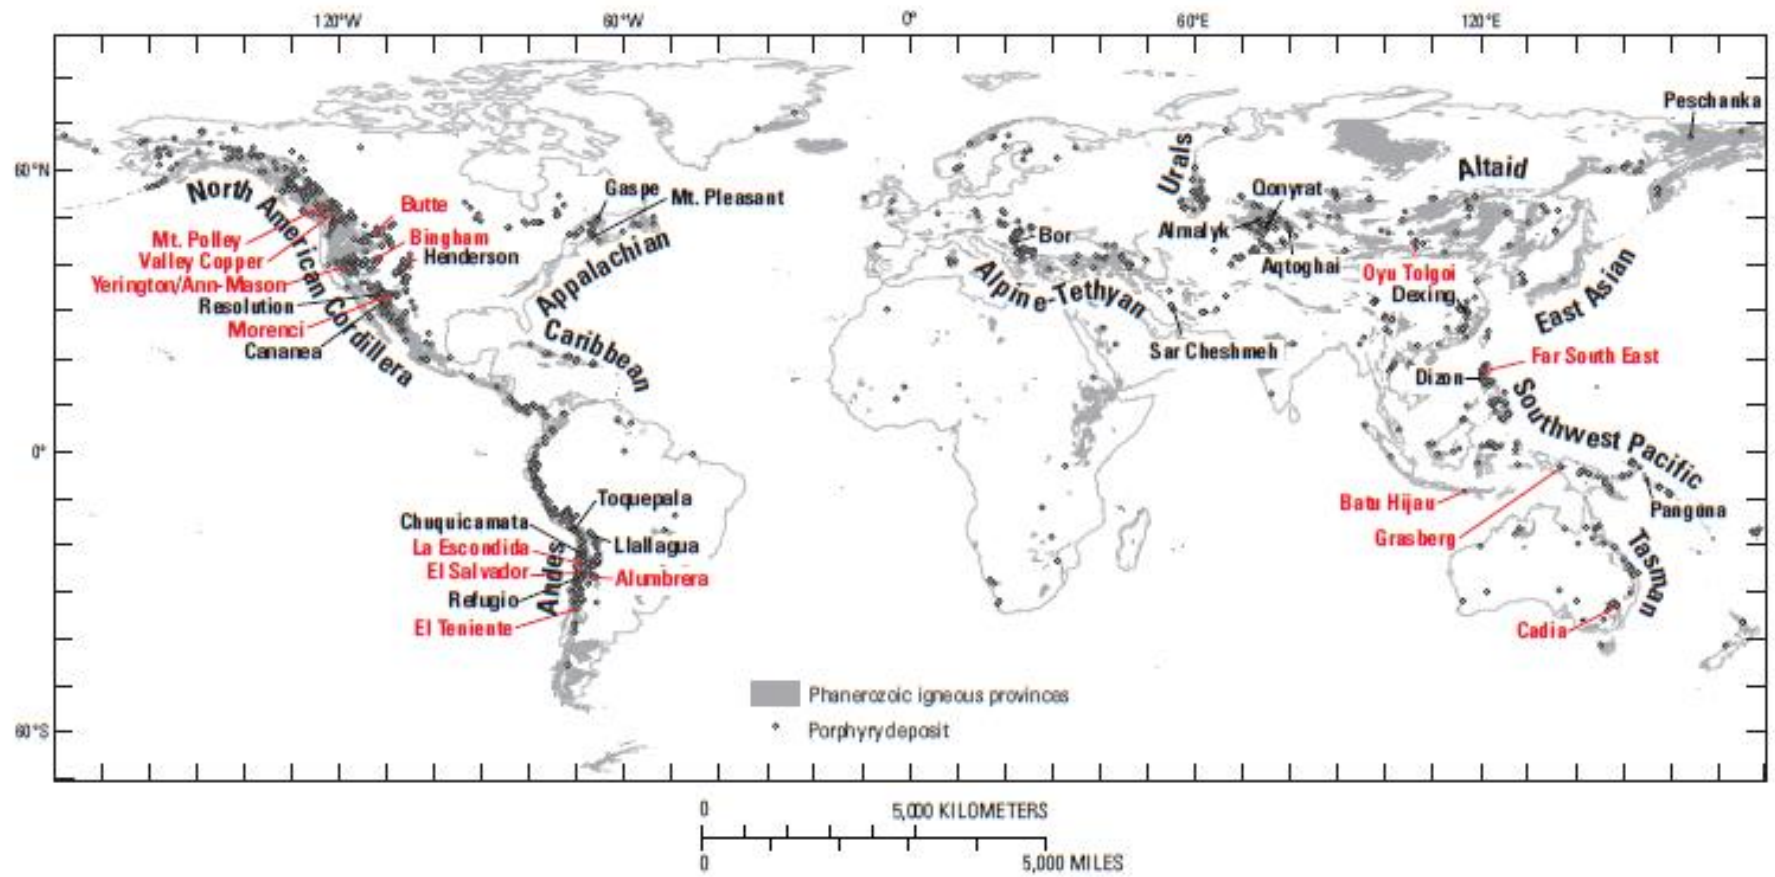 120°W 60°W 0° 60°E 120°E
Peschanka
60°N
Urals
Altaid
North American Cordillera
Gaspe
Qonyrat
Butte
Mt. Pleasant
Mt. Polley
Bingham
Almalyk
Bor
Valley Copper
Henderson
Appalachian
Aqtoghai
Oyu Tolgoi
Yerington/Ann-Mason
Alpine-Tethyan
Dexing
East Asian
Resolution
Morenci
Caribbean
Cananea
Sar Cheshmeh
Far South East
Dizon
Southwest Pacific
0°
Toquepala
Batu Hijau
Pangona
Chuquicamata
Grasberg
La Escondida
Llallagua
Tasman
El Salvador
Alumbrera
Andes
Refugio
El Teniente
Cadia
Phanerozoic igneous provinces
60°S
Porphyry deposit
0 5,000 KILOMETERS
0 5,000 MILES